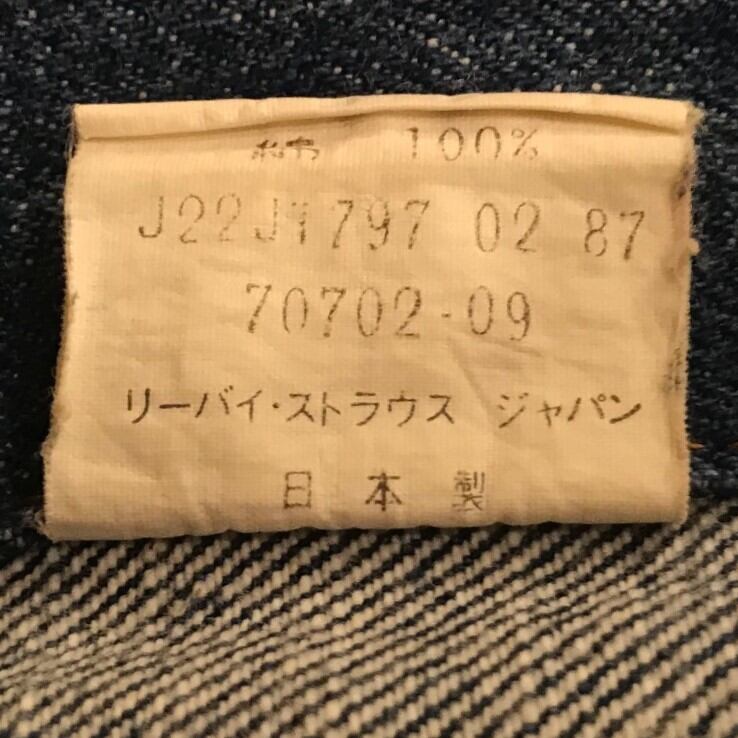 綿 100%
J22J1797 02 87
70702-09
リーバイ・ストラウス ジャパン
日本製